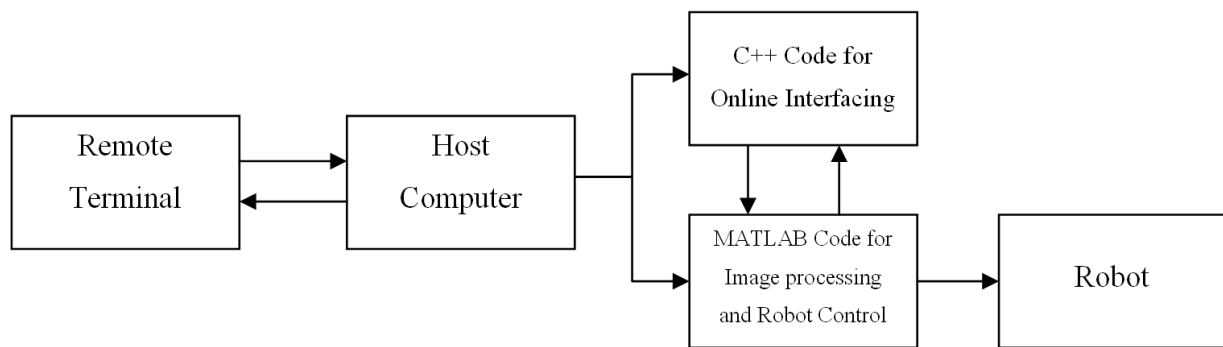 Remote
Terminal
Host
Computer
C++ Code for
Online Interfacing
MATLAB Code for
Image processing
and Robot Control
Robot